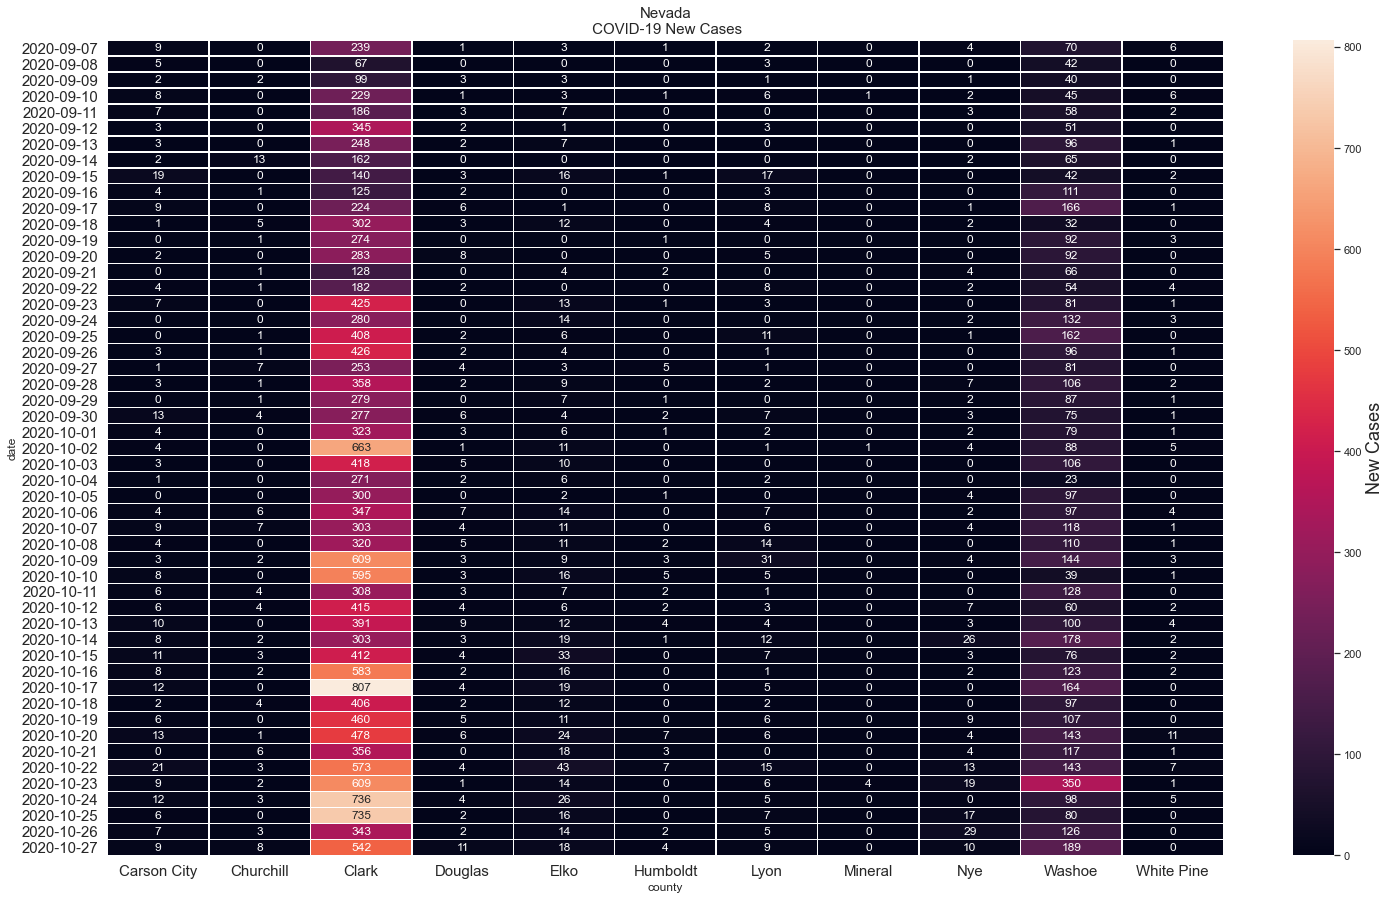 Nevada
COVID-19 New Cases
2020-09-07 9 0 239 1 3 1 2 0 4 70 6
2020-09-08 5 0 67 0 0 0 3 0 0 42 0
2020-09-09 2 2 99 3 3 0 1 0 1 40 0
2020-09-10 8 0 229 1 3 1 6 1 2 45 6
2020-09-11 7 0 186 3 7 0 0 0 3 58 2
2020-09-12 3 0 345 2 1 0 3 0 0 51 0
2020-09-13 3 0 248 2 7 0 0 0 0 96 1
2020-09-14 2 13 162 0 0 0 0 0 2 65 0
2020-09-15 19 0 140 3 16 1 17 0 0 42 2
2020-09-16 4 1 125 2 0 0 3 0 0 111 0
2020-09-17 9 0 224 6 1 0 8 0 1 166 1
2020-09-18 1 5 302 3 12 0 4 0 2 32 0
2020-09-19 0 1 274 0 0 1 0 0 0 92 3
2020-09-20 2 0 283 8 0 0 5 0 0 92 0
2020-09-21 0 1 128 0 4 2 0 0 4 66 0
2020-09-22 4 1 182 2 0 0 8 0 2 54 4
2020-09-23 7 0 425 0 13 1 3 0 0 81 1
2020-09-24 0 0 280 0 14 0 0 0 2 132 3
2020-09-25 0 1 408 2 6 0 11 0 1 162 0
2020-09-26 3 1 426 2 4 0 1 0 0 96 1
2020-09-27 1 7 253 4 3 5 1 0 0 81 0
2020-09-28 3 1 358 2 9 0 2 0 7 106 2
2020-09-29 0 1 279 0 7 1 0 0 2 87 1
2020-09-30 13 4 277 6 4 2 7 0 3 75 1
2020-10-01 4 0 323 3 6 1 2 0 2 79 1
2020-10-02 4 0 663 1 11 0 1 1 4 88 5
2020-10-03 3 0 418 5 10 0 0 0 0 106 0
2020-10-04 1 0 271 2 6 0 2 0 0 23 0
2020-10-05 0 0 300 0 2 1 0 0 4 97 0
2020-10-06 4 6 347 7 14 0 7 0 2 97 4
2020-10-07 9 7 303 4 11 0 6 0 4 118 1
2020-10-08 4 0 320 5 11 2 14 0 0 110 1
2020-10-09 3 2 609 3 9 3 31 0 4 144 3
2020-10-10 8 0 595 3 16 5 5 0 0 39 1
2020-10-11 6 4 308 3 7 2 1 0 0 128 0
2020-10-12 6 4 415 4 6 2 3 0 7 60 2
2020-10-13 10 0 391 9 12 4 4 0 3 100 4
2020-10-14 8 2 303 3 19 1 12 0 26 178 2
2020-10-15 11 3 412 4 33 0 7 0 3 76 2
2020-10-16 8 2 583 2 16 0 1 0 2 123 2
2020-10-17 12 0 807 4 19 0 5 0 0 164 0
2020-10-18 2 4 406 2 12 0 2 0 0 97 0
2020-10-19 6 0 460 5 11 0 6 0 9 107 0
2020-10-20 13 1 478 6 24 7 6 0 4 143 11
2020-10-21 0 6 356 0 18 3 0 0 4 117 1
2020-10-22 21 3 573 4 43 7 15 0 13 143 7
2020-10-23 9 2 609 1 14 0 6 4 19 350 1
2020-10-24 12 3 736 4 26 0 5 0 0 98 5
2020-10-25 6 0 735 2 16 0 7 0 17 80 0
2020-10-26 7 3 343 2 14 2 5 0 29 126 0
2020-10-27 9 8 542 11 18 4 9 0 10 189 0
Carson City Churchill Clark Douglas Elko Humboldt Lyon Mineral Nye Washoe White Pine
county
date
800
700
600
500
400
300
200
100
0
New Cases